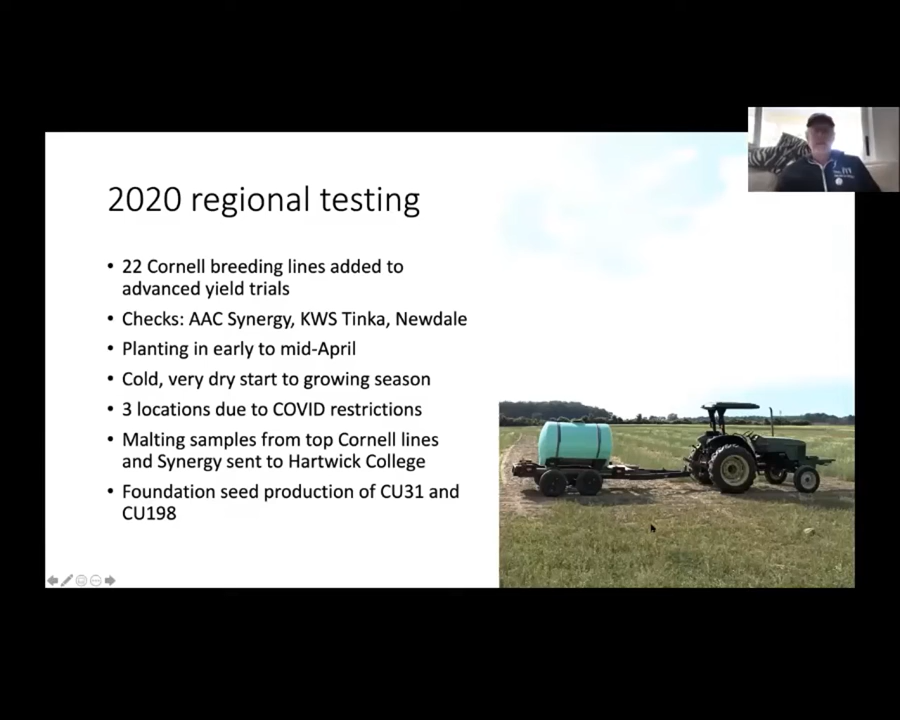 2020 regional testing
• 22 Cornell breeding lines added to
advanced yield trials
• Checks: AAC Synergy, KWS Tinka, Newdale
• Planting in early to mid-April
• Cold, very dry start to growing season
• 3 locations due to COVID restrictions
• Malting samples from top Cornell lines
and Synergy sent to Hartwick College
• Foundation seed production of CU31 and
CU198